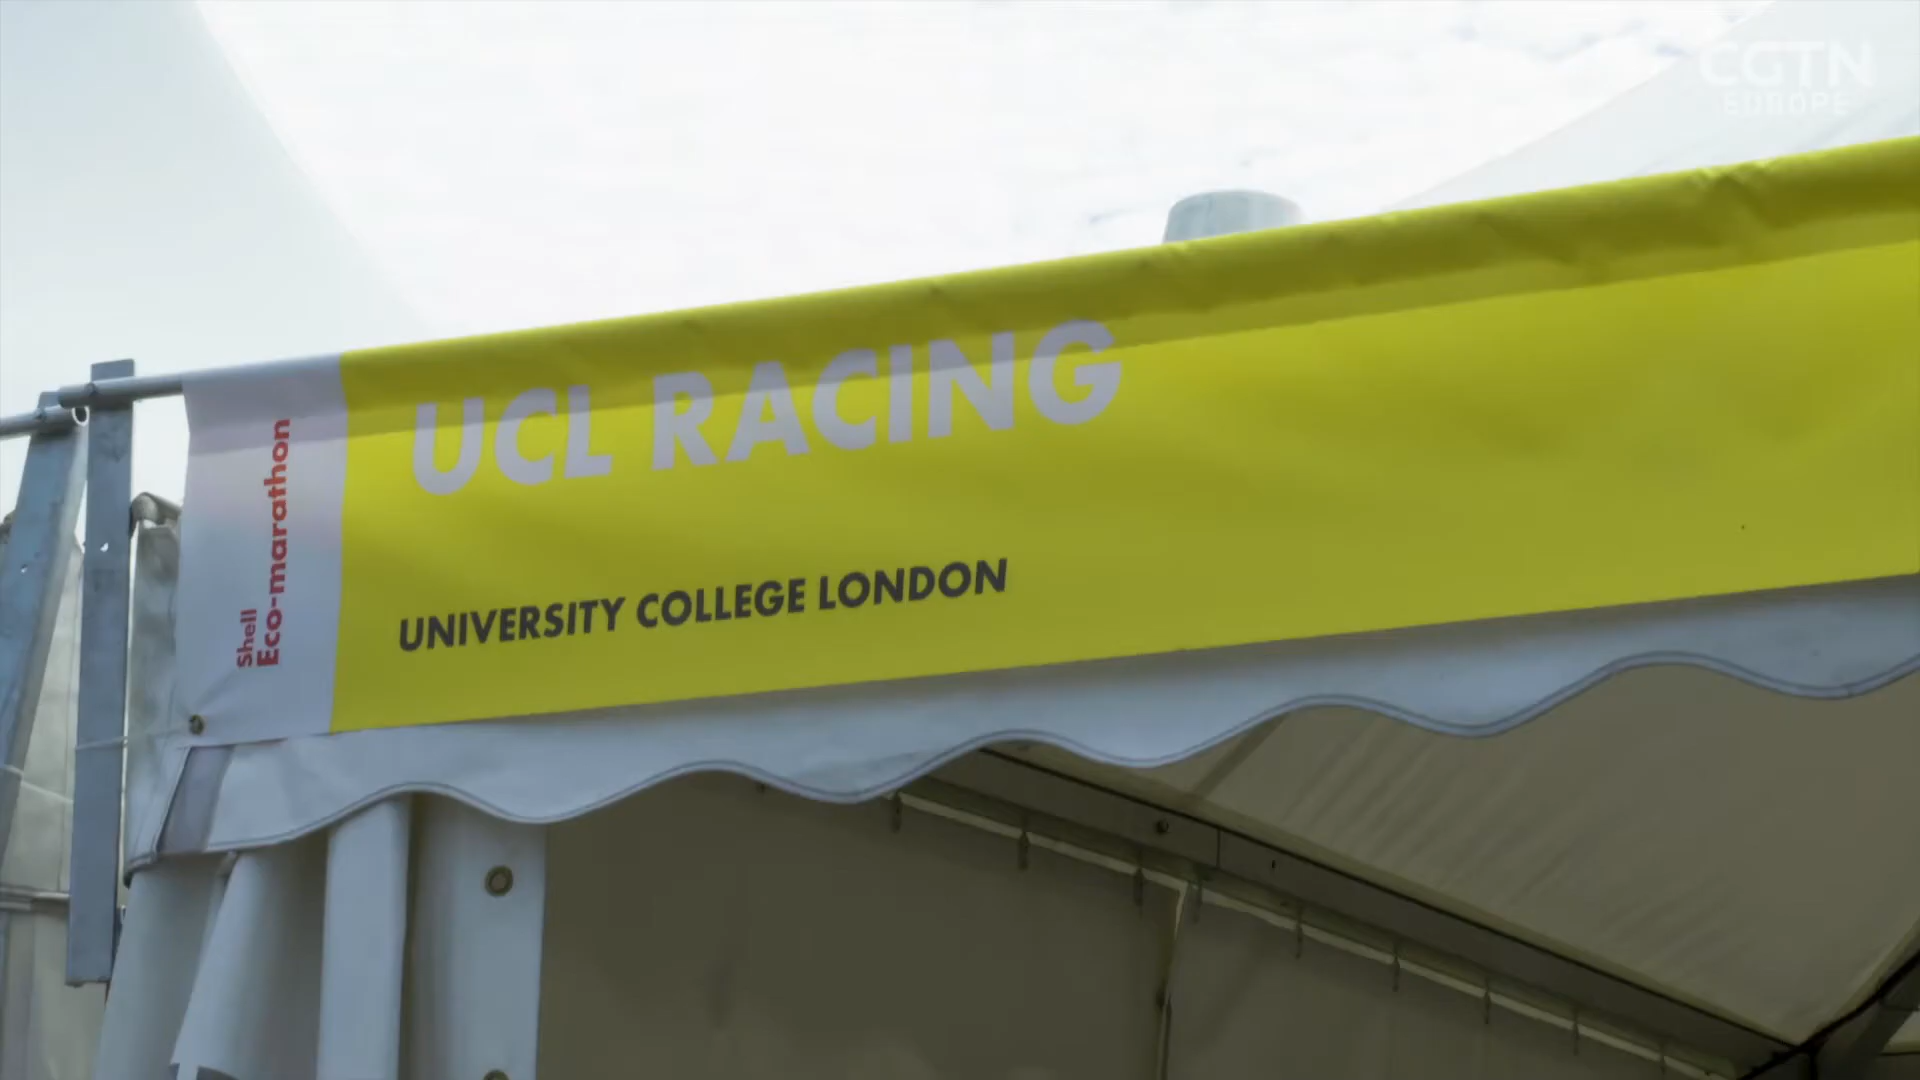 CGTN
EUROPE
UCL RACING
UNIVERSITY COLLEGE LONDON
Shell
Eco-marathon